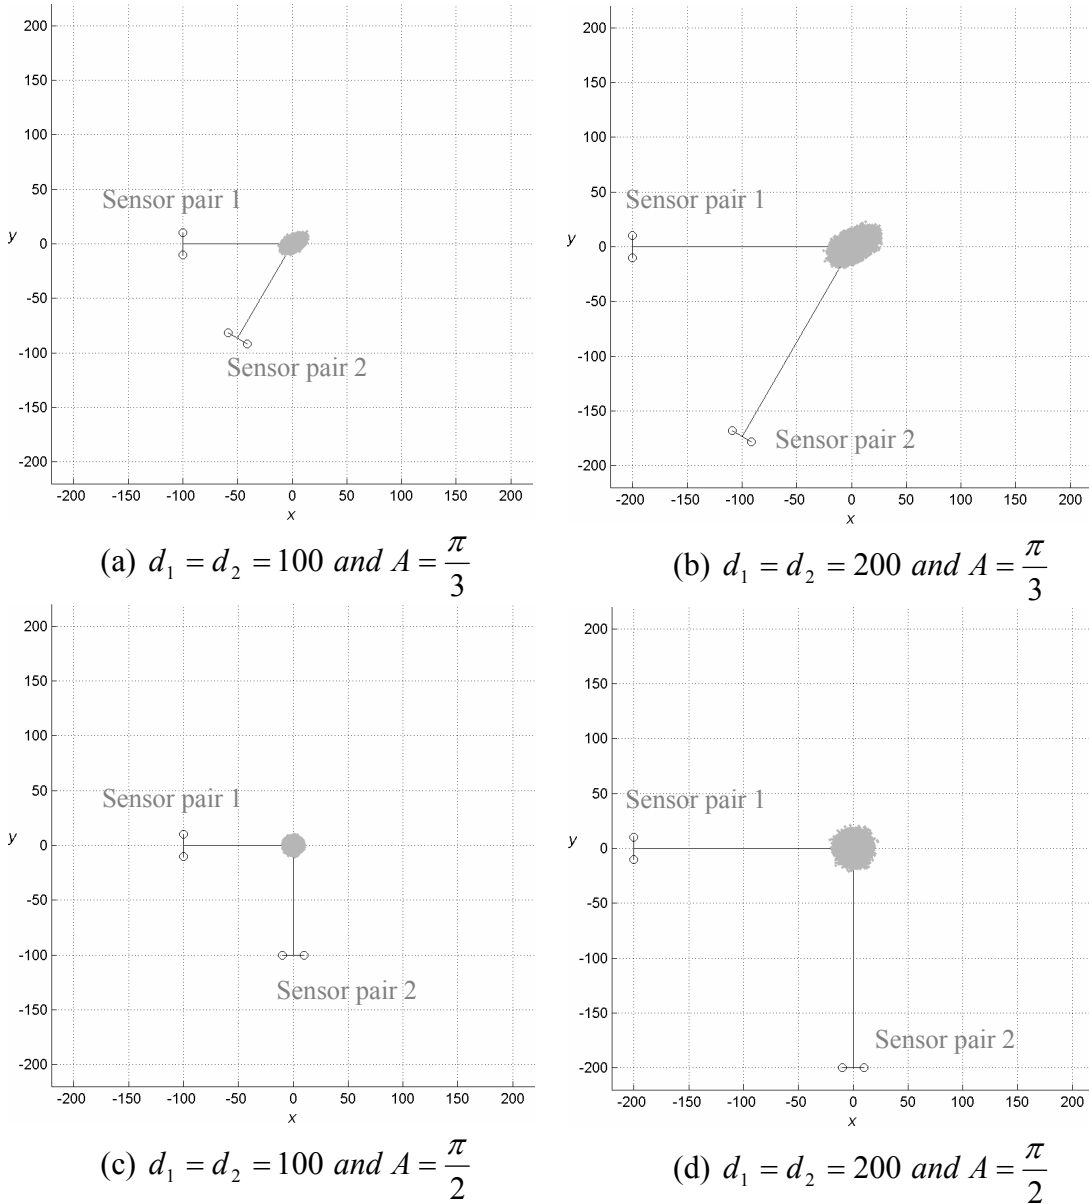 200
150
100
50
0
-50
-100
-150
-200
y
Sensor pair 1
Sensor pair 2
-200 -150 -100 -50 0 50 100 150 200
x
(a) d₁ = d₂ = 100 and A = π/3
200
150
100
50
0
-50
-100
-150
-200
y
Sensor pair 1
Sensor pair 2
-200 -150 -100 -50 0 50 100 150 200
x
(b) d₁ = d₂ = 200 and A = π/3
200
150
100
50
0
-50
-100
-150
-200
y
Sensor pair 1
Sensor pair 2
-200 -150 -100 -50 0 50 100 150 200
x
(c) d₁ = d₂ = 100 and A = π/2
200
150
100
50
0
-50
-100
-150
-200
y
Sensor pair 1
Sensor pair 2
-200 -150 -100 -50 0 50 100 150 200
x
(d) d₁ = d₂ = 200 and A = π/2